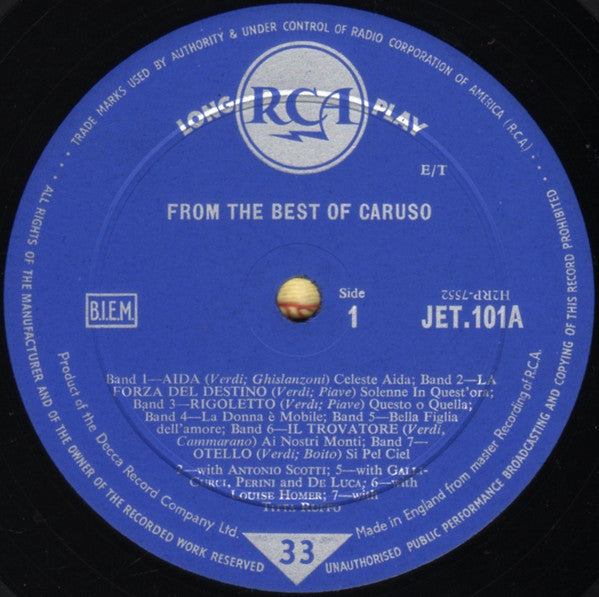 TRADE MARKS USED BY AUTHORITY & UNDER CONTROL OF RADIO CORPORATION OF AMERICA (R.C.A.)
LONG RCA PLAY
E/T
FROM THE BEST OF CARUSO
B.I.E.M.
Side
1
H2RP-7552
JET.101A
Band 1—AIDA (Verdi; Ghislanzoni) Celeste Aida; Band 2—LA
FORZA DEL DESTINO (Verdi; Piave) Solenne In Quest'ora;
Band 3—RIGOLETTO (Verdi; Piave) Questo o Quella;
Band 4—La Donna è Mobile; Band 5—Bella Figlia
dell'amore; Band 6—IL TROVATORE (Verdi,
Cammarano) Ai Nostri Monti; Band 7—
OTELLO (Verdi; Boito) Si Pel Ciel
2—with ANTONIO SCOTTI; 5—with GALLI-
CURCI, PERINI and DE LUCA; 6—with
LOUISE HOMER; 7—with
TITTA RUFFO
Product of the Decca Record Company Ltd.
Made in England from master Recording of R.C.A.
33
ALL RIGHTS OF THE MANUFACTURER AND OF THE OWNER OF THE RECORDED WORK RESERVED
UNAUTHORISED PUBLIC PERFORMANCE BROADCASTING AND COPYING OF THIS RECORD PROHIBITED